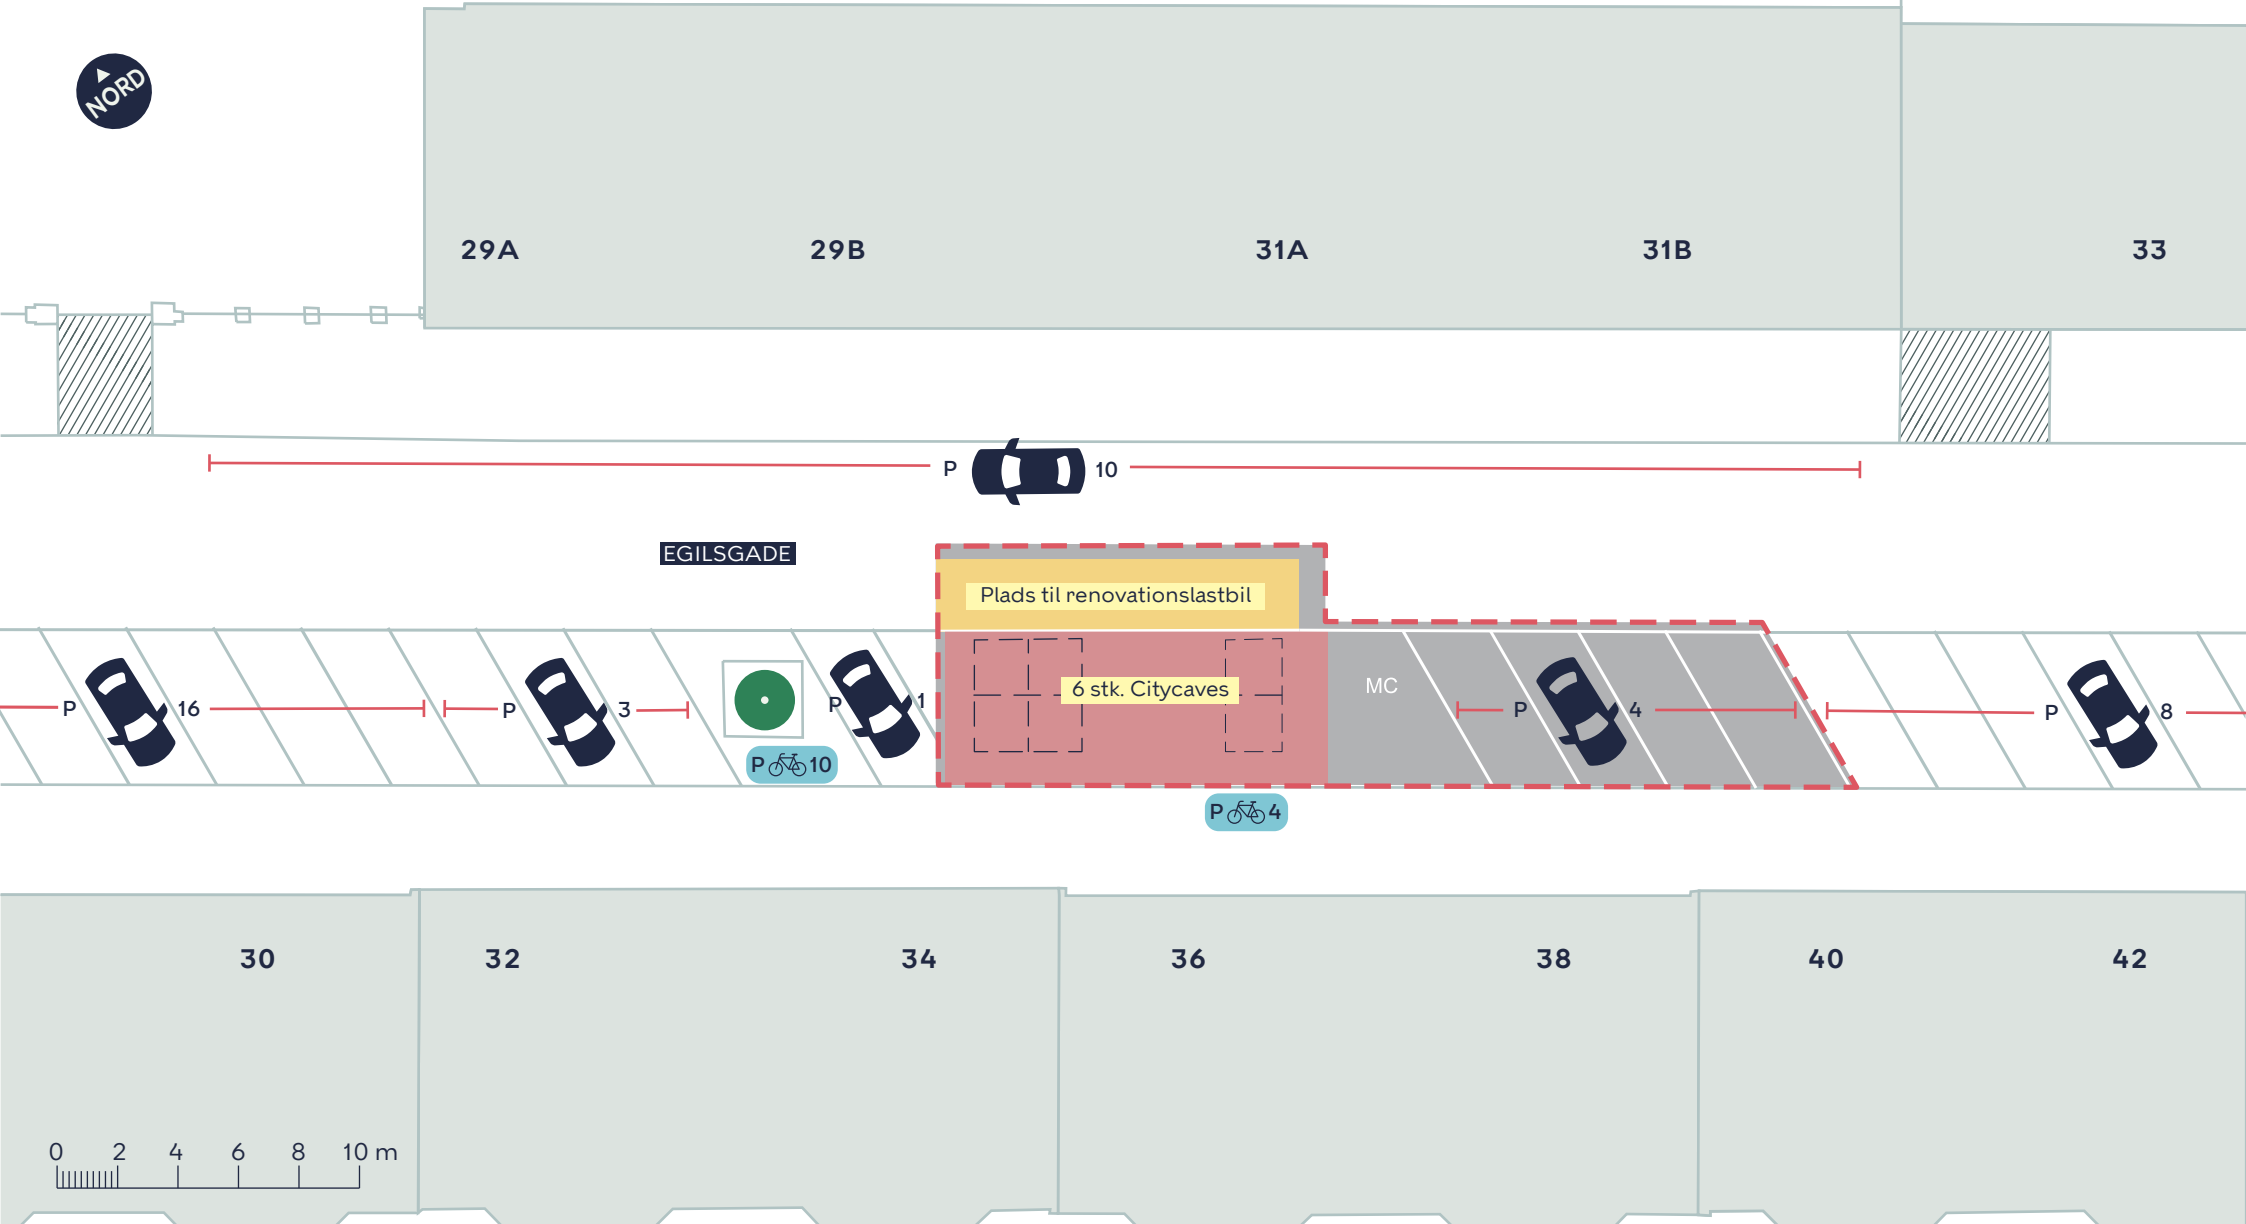 NORD
29A 29B 31A 31B 33
P 10
EGILSGADE
Plads til renovationslastbil
6 stk. Citycaves
MC
P 16
P 3
P 1
P 4
P 8
P 10
P 4
30 32 34 36 38 40 42
0 2 4 6 8 10 m